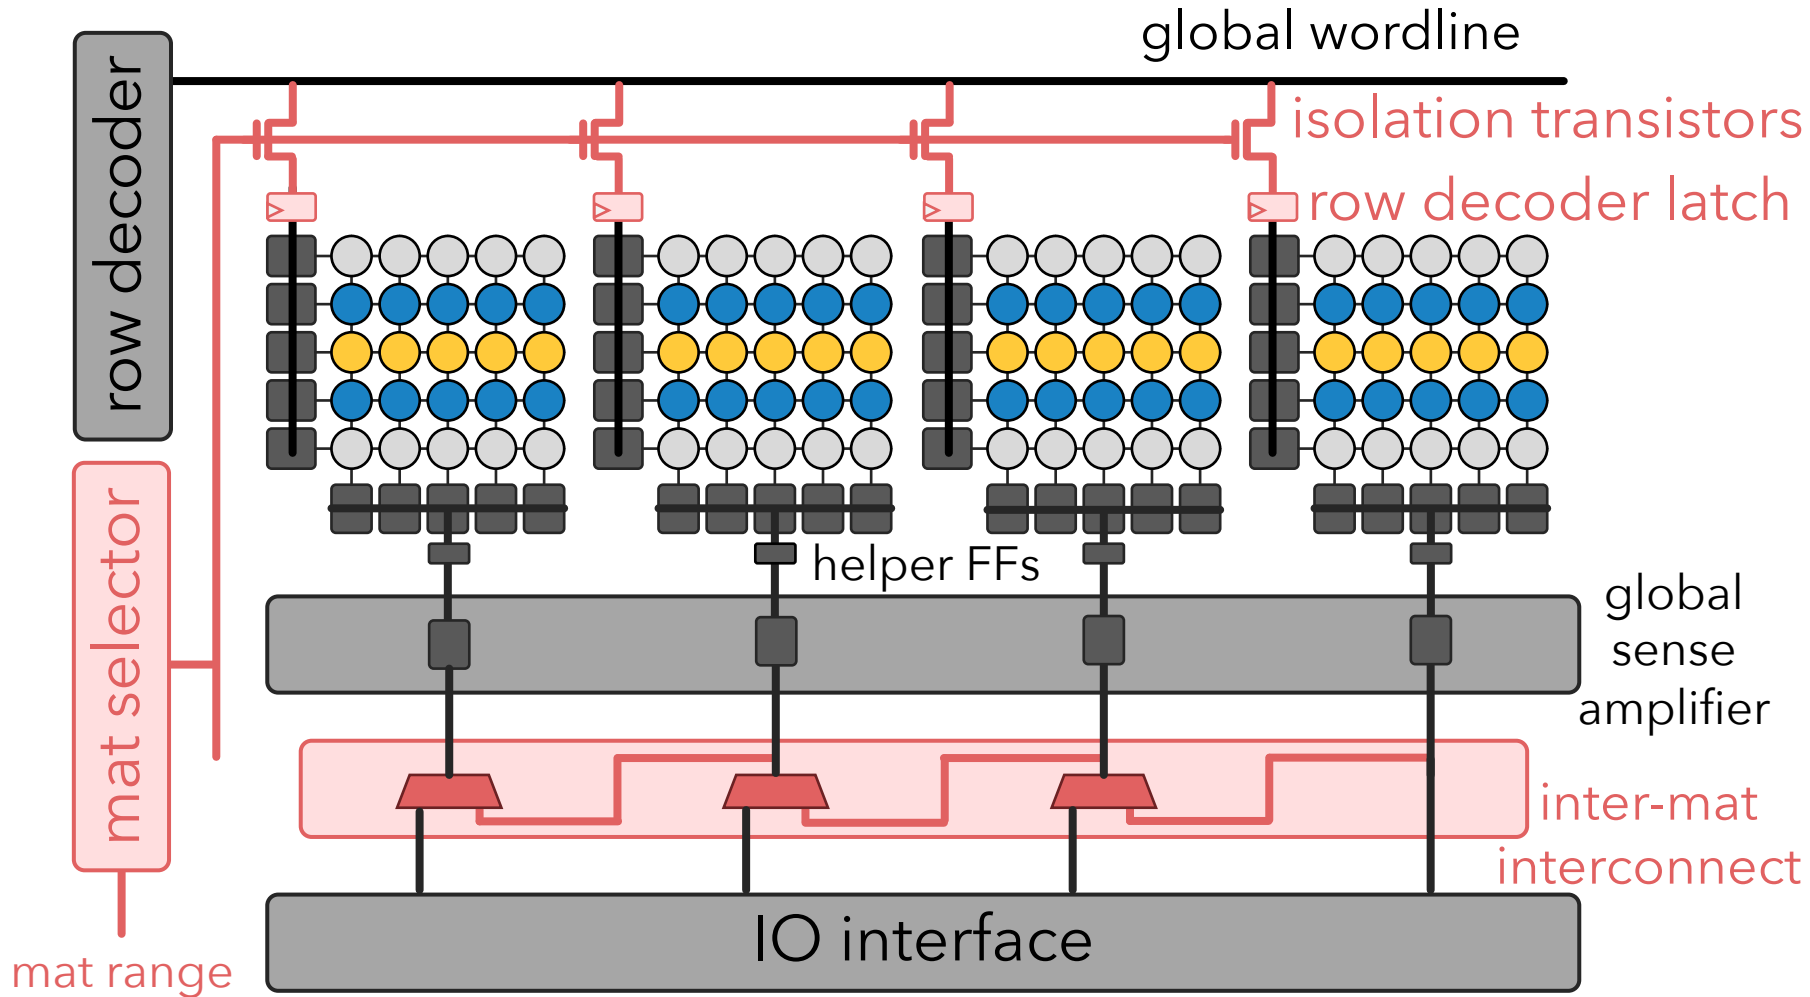 global wordline
row decoder
isolation transistors
row decoder latch
mat selector
helper FFs
global
sense
amplifier
inter-mat
interconnect
IO interface
mat range